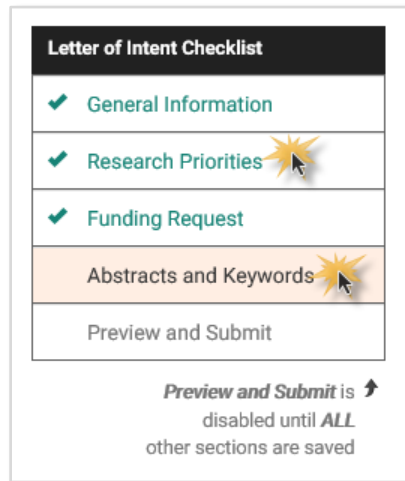 Letter of Intent Checklist
General Information
Research Priorities
Funding Request
Abstracts and Keywords
Preview and Submit
Preview and Submit is
disabled until ALL
other sections are saved